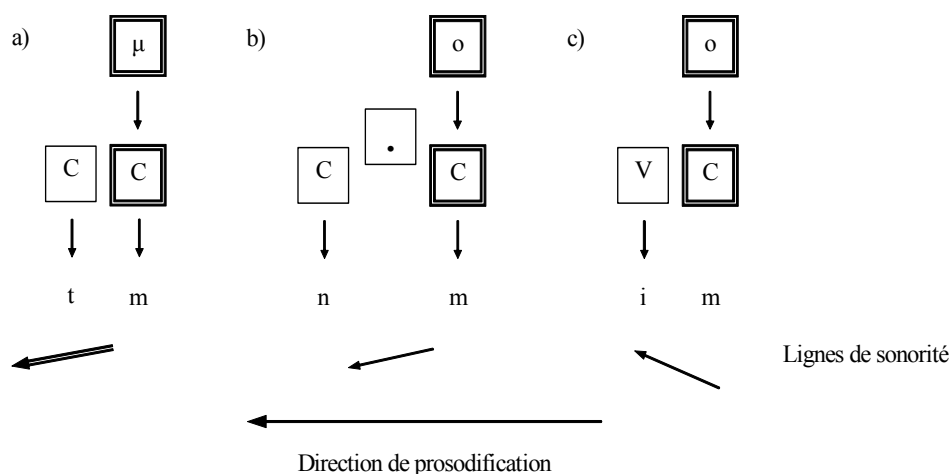 a) μ b) o c) o
C C C . C V C
t m n m i m
Lignes de sonorité
Direction de prosodification